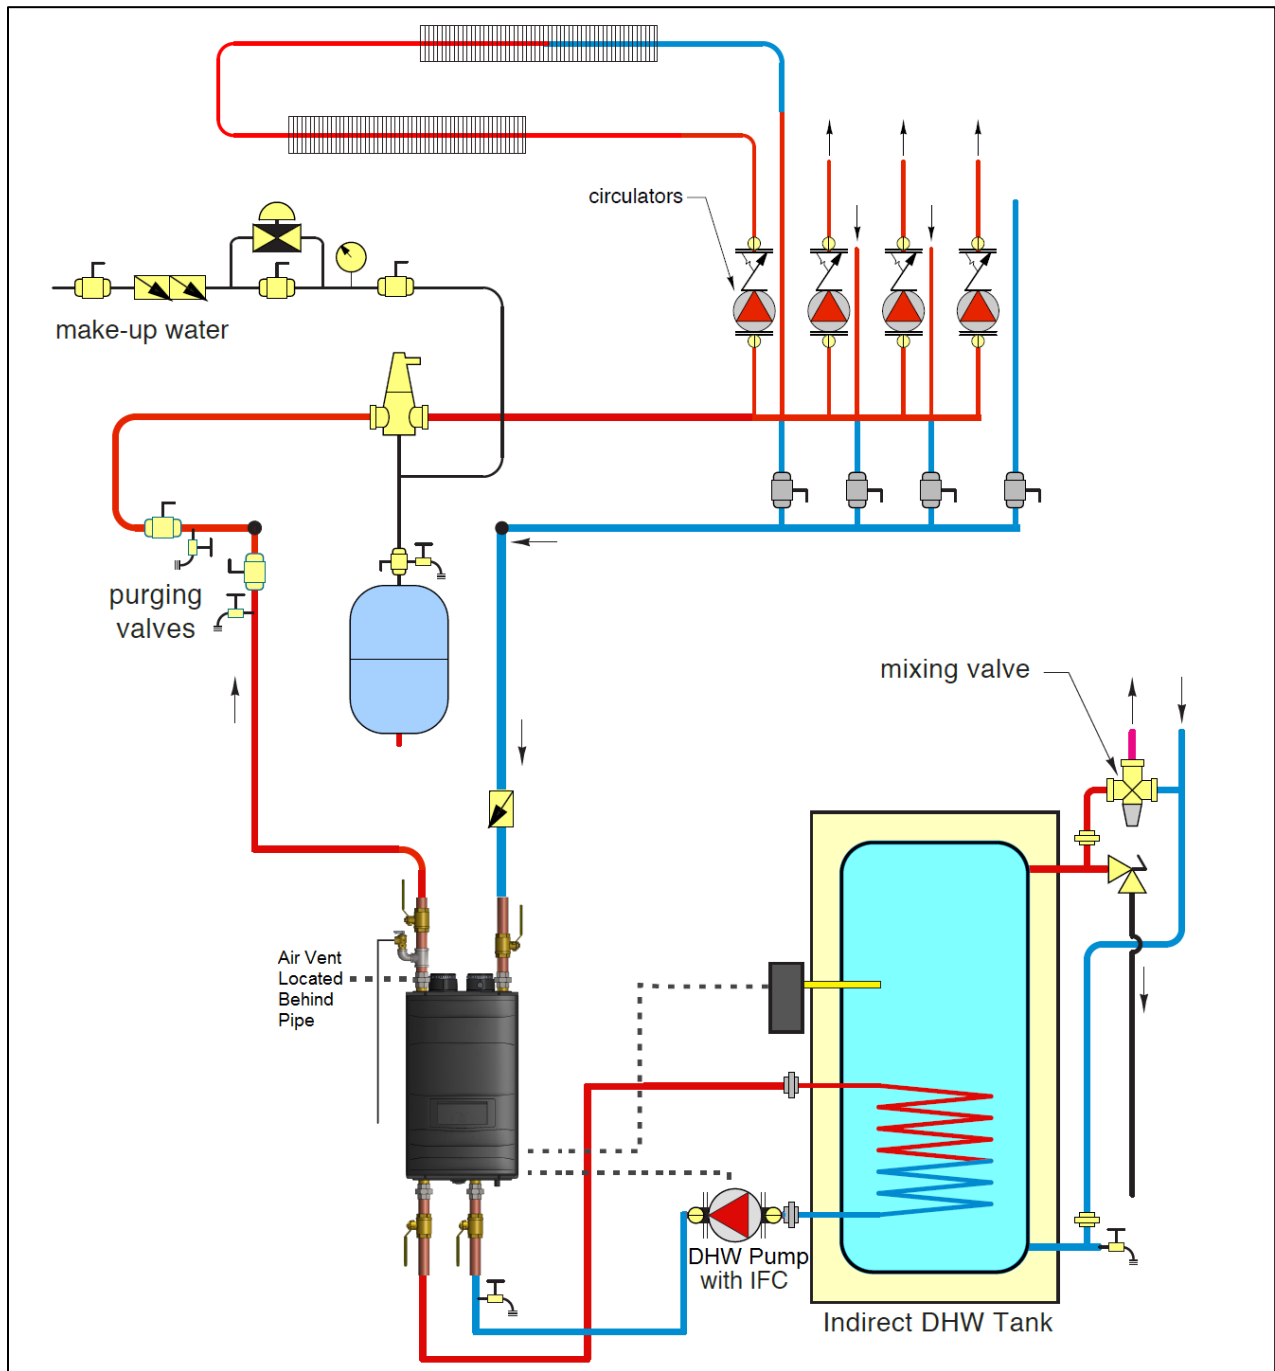 circulators
make-up water
purging
valves
mixing valve
Air Vent
Located
Behind
Pipe
DHW Pump
with IFC
Indirect DHW Tank